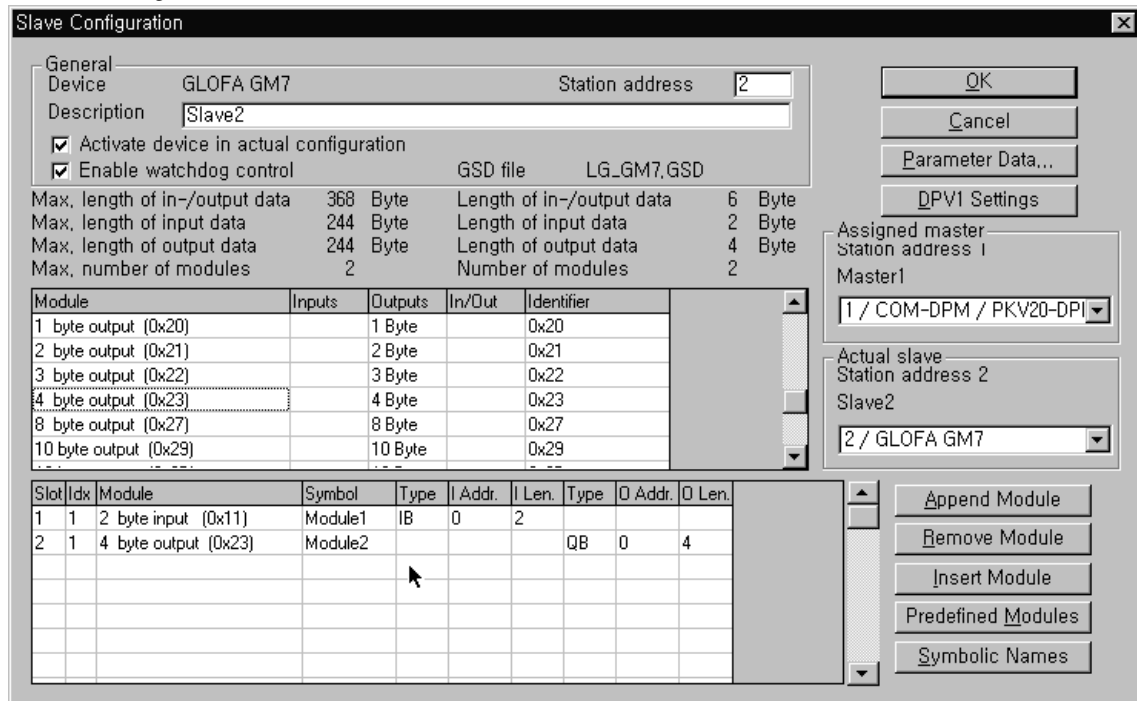 Slave Configuration
General
Device GLOFA GM7 Station address 2
Description Slave2
Activate device in actual configuration
Enable watchdog control GSD file LG_GM7,GSD
Max, length of in-/output data 368 Byte Length of in-/output data 6 Byte
Max, length of input data 244 Byte Length of input data 2 Byte
Max, length of output data 244 Byte Length of output data 4 Byte
Max, number of modules 2 Number of modules 2
Module Inputs Outputs In/Out Identifier
1 byte output (0x20) 1 Byte 0x20
2 byte output (0x21) 2 Byte 0x21
3 byte output (0x22) 3 Byte 0x22
4 byte output (0x23) 4 Byte 0x23
8 byte output (0x27) 8 Byte 0x27
10 byte output (0x29) 10 Byte 0x29
Slot Idx Module Symbol Type I Addr. I Len. Type O Addr. O Len.
1 1 2 byte input (0x11) Module1 IB 0 2
2 1 4 byte output (0x23) Module2 QB 0 4
OK
Cancel
Parameter Data,,,
DPV1 Settings
Assigned master
Station address 1
Master1
1 / COM-DPM / PKV20-DPI
Actual slave
Station address 2
Slave2
2 / GLOFA GM7
Append Module
Remove Module
Insert Module
Predefined Modules
Symbolic Names